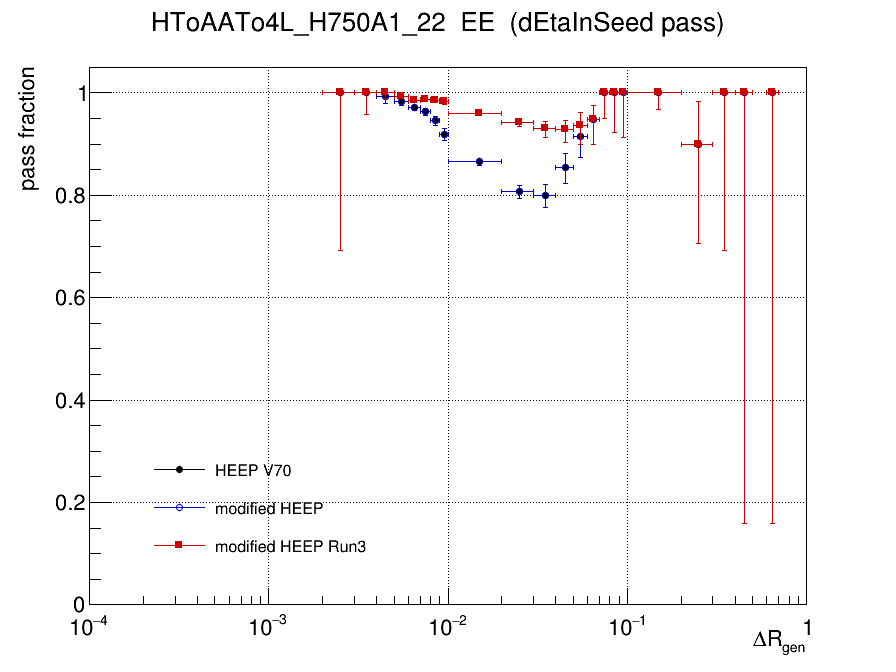 HToAATo4L_H750A1_22 EE (dEtaInSeed pass)
pass fraction
1
0.8
0.6
0.4
0.2
0
HEEP V70
modified HEEP
modified HEEP Run3
10⁻⁴ 10⁻³ 10⁻² 10⁻¹ 1
ΔR_gen